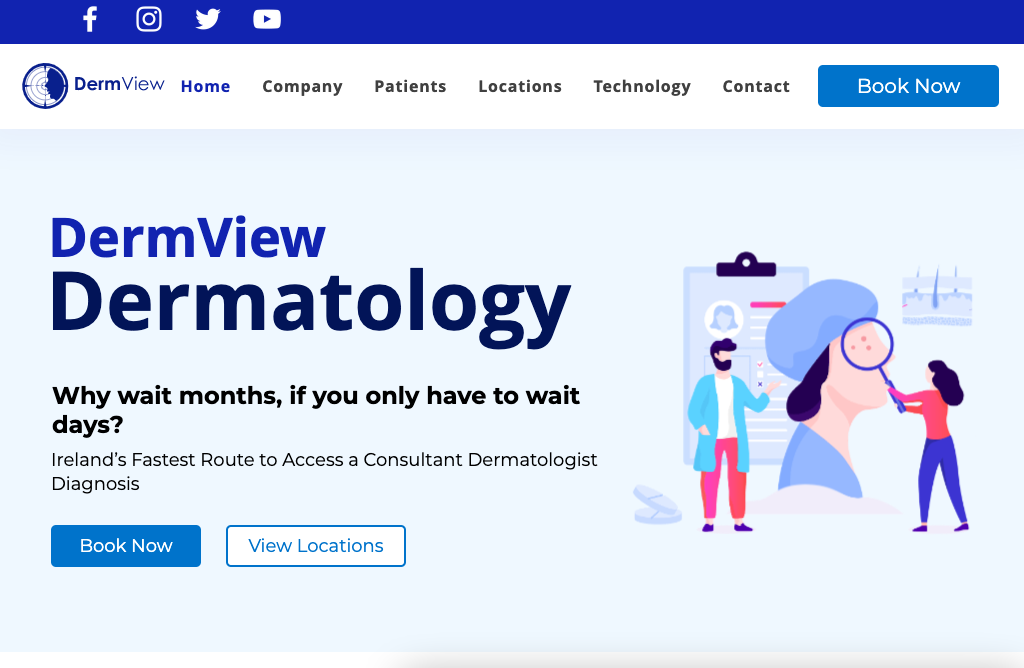 DermView
Home Company Patients Locations Technology Contact Book Now
DermView
Dermatology
Why wait months, if you only have to wait
days?
Ireland’s Fastest Route to Access a Consultant Dermatologist
Diagnosis
Book Now View Locations